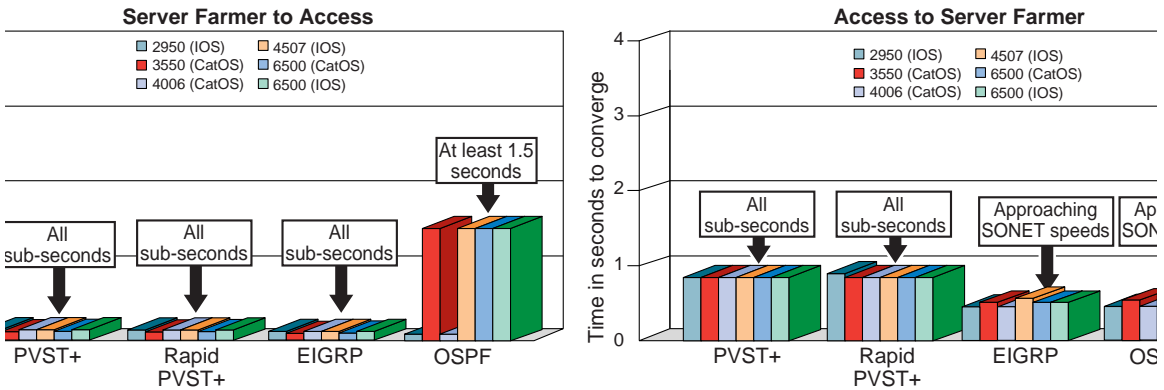 Server Farmer to Access
2950 (IOS)
3550 (CatOS)
4006 (CatOS)
4507 (IOS)
6500 (CatOS)
6500 (IOS)
All
sub-seconds
All
sub-seconds
All
sub-seconds
At least 1.5
seconds
PVST+
Rapid
PVST+
EIGRP
OSPF
Access to Server Farmer
Time in seconds to converge
4
3
2
1
0
2950 (IOS)
3550 (CatOS)
4006 (CatOS)
4507 (IOS)
6500 (CatOS)
6500 (IOS)
All
sub-seconds
All
sub-seconds
Approaching
SONET speeds
PVST+
Rapid
PVST+
EIGRP